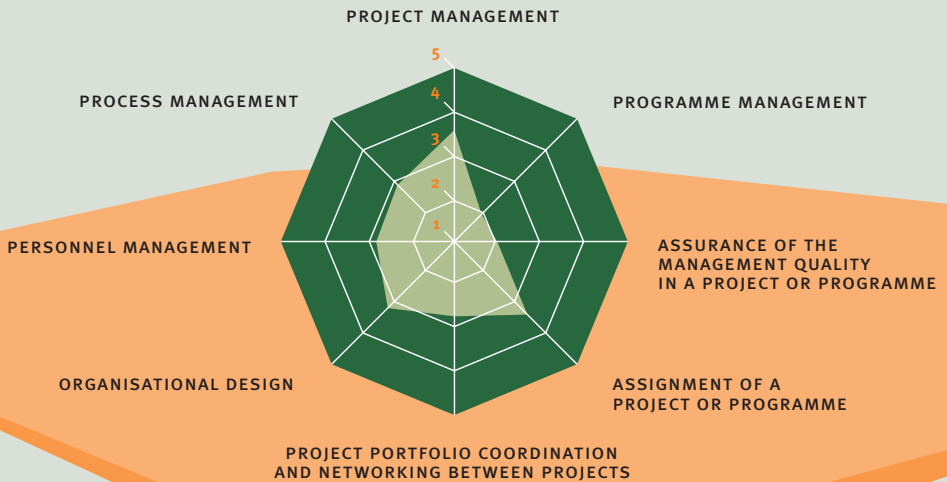 PROJECT MANAGEMENT
5
PROCESS MANAGEMENT
4
PROGRAMME MANAGEMENT
3
2
1
PERSONNEL MANAGEMENT
ASSURANCE OF THE
MANAGEMENT QUALITY
IN A PROJECT OR PROGRAMME
ORGANISATIONAL DESIGN
ASSIGNMENT OF A
PROJECT OR PROGRAMME
PROJECT PORTFOLIO COORDINATION
AND NETWORKING BETWEEN PROJECTS